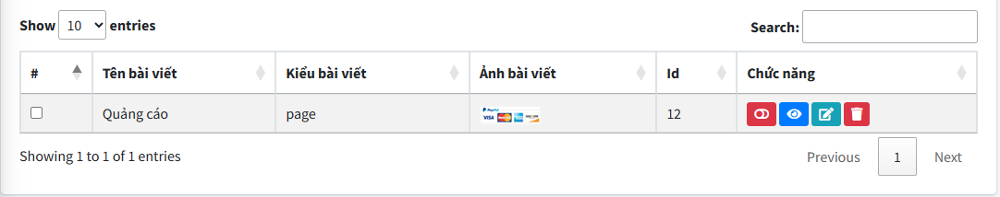 Show 10 entries
Search:
# Tên bài viết Kiểu bài viết Ảnh bài viết Id Chức năng
Quảng cáo page PayPal VISA 12
Showing 1 to 1 of 1 entries
Previous 1 Next